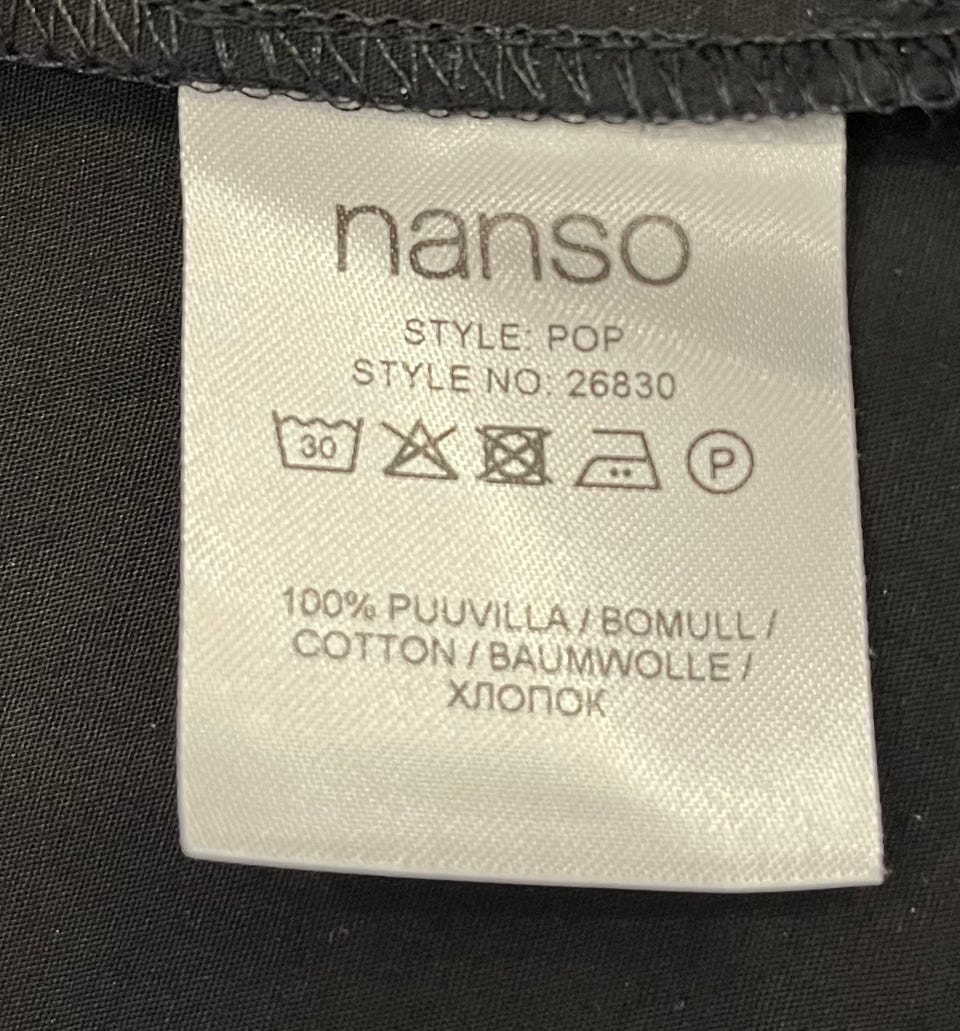 nanso
STYLE: POP
STYLE NO: 26830
30 P
100% PUUVILLA / BOMULL /
COTTON / BAUMWOLLE /
ХЛОПОК